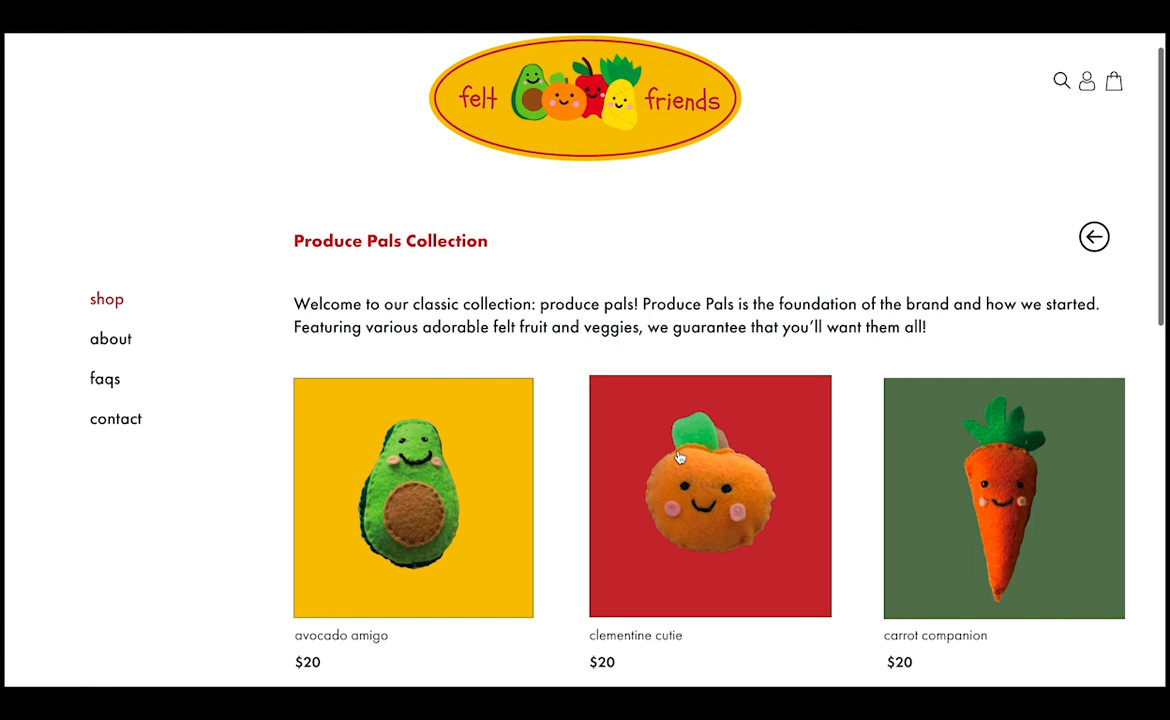 felt friends
Produce Pals Collection
shop
about
faqs
contact
Welcome to our classic collection: produce pals! Produce Pals is the foundation of the brand and how we started.
Featuring various adorable felt fruit and veggies, we guarantee that you’ll want them all!
avocado amigo
$20
clementine cutie
$20
carrot companion
$20